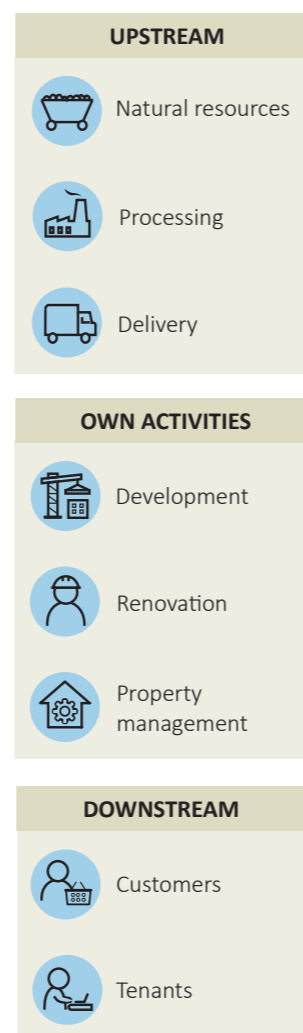 UPSTREAM
Natural resources
Processing
Delivery
OWN ACTIVITIES
Development
Renovation
Property
management
DOWNSTREAM
Customers
Tenants